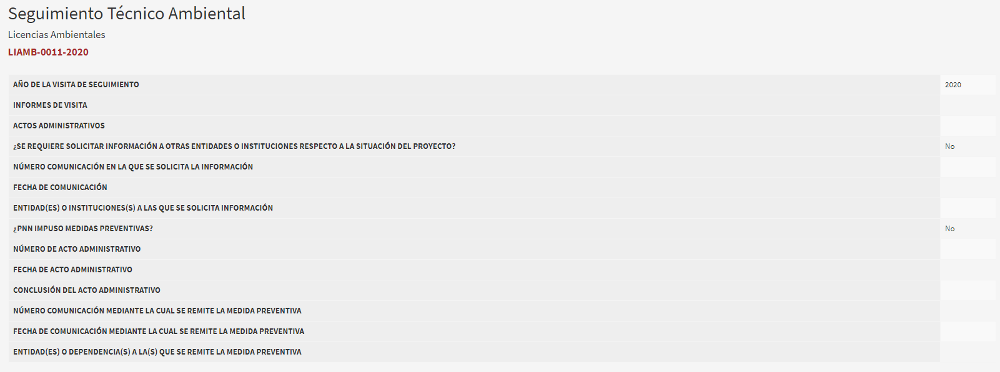 Seguimiento Técnico Ambiental
Licencias Ambientales
LIAMB-0011-2020
AÑO DE LA VISITA DE SEGUIMIENTO 2020
INFORMES DE VISITA
ACTOS ADMINISTRATIVOS
¿SE REQUIERE SOLICITAR INFORMACIÓN A OTRAS ENTIDADES O INSTITUCIONES RESPECTO A LA SITUACIÓN DEL PROYECTO? No
NÚMERO COMUNICACIÓN EN LA QUE SE SOLICITA LA INFORMACIÓN
FECHA DE COMUNICACIÓN
ENTIDAD(ES) O INSTITUCIONES(S) A LAS QUE SE SOLICITA INFORMACIÓN
¿PNN IMPUSO MEDIDAS PREVENTIVAS? No
NÚMERO DE ACTO ADMINISTRATIVO
FECHA DE ACTO ADMINISTRATIVO
CONCLUSIÓN DEL ACTO ADMINISTRATIVO
NÚMERO COMUNICACIÓN MEDIANTE LA CUAL SE REMITE LA MEDIDA PREVENTIVA
FECHA DE COMUNICACIÓN MEDIANTE LA CUAL SE REMITE LA MEDIDA PREVENTIVA
ENTIDAD(ES) O DEPENDENCIA(S) A LA(S) QUE SE REMITE LA MEDIDA PREVENTIVA